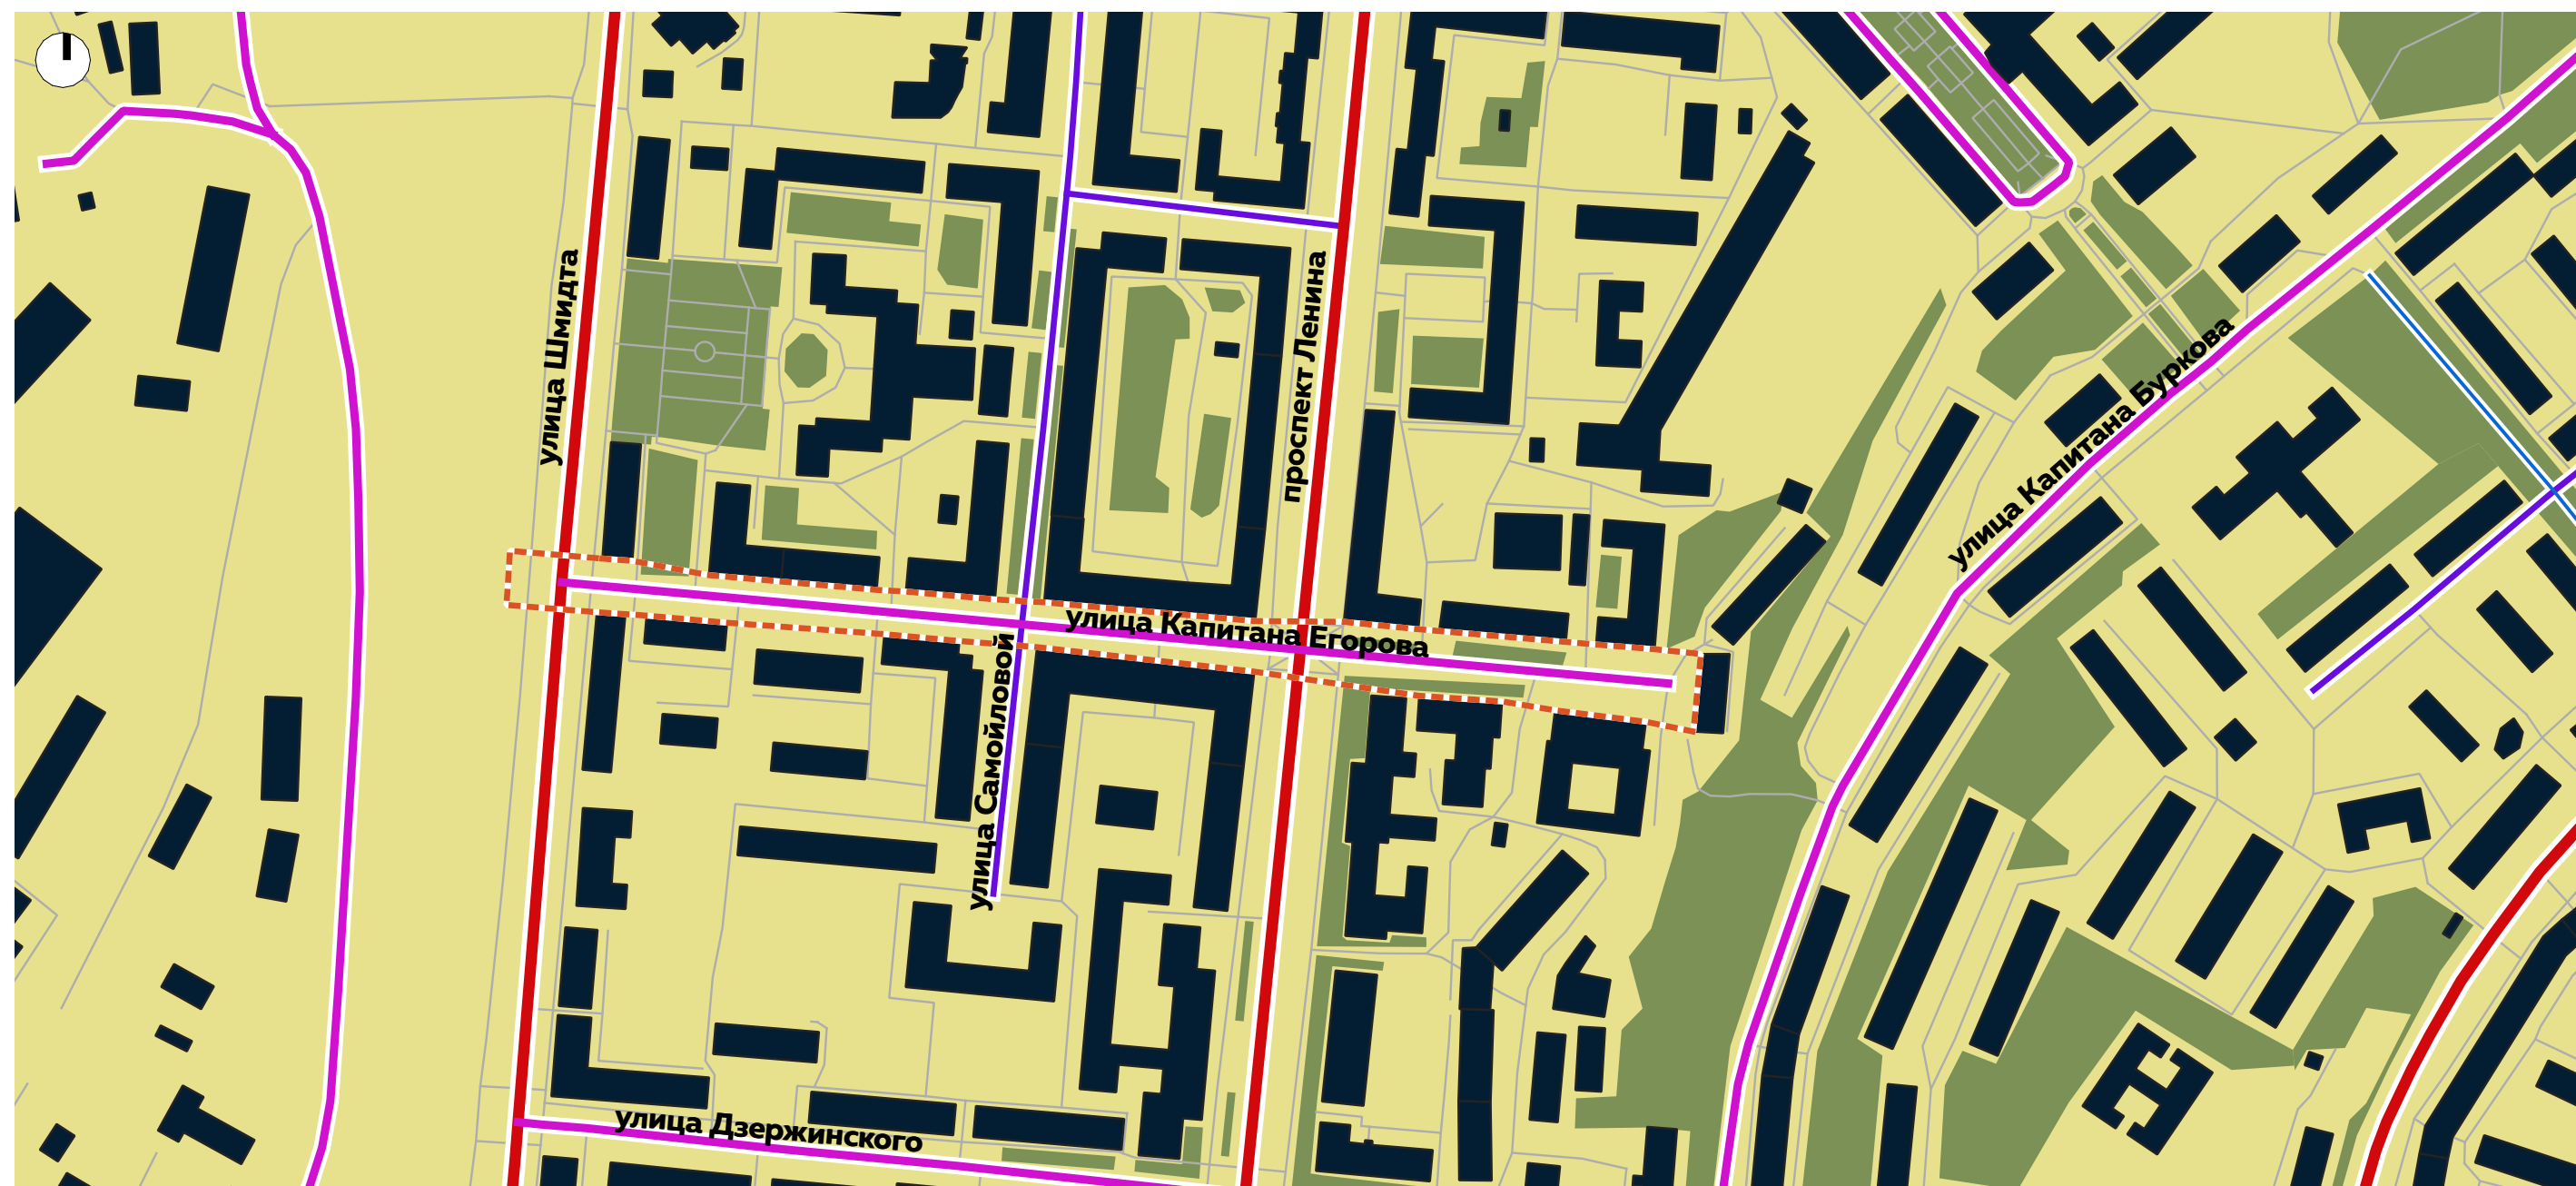 улица Шмидта
проспект Ленина
улица Капитана Буркова
улица Капитана Егорова
улица Самойловой
улица Дзержинского